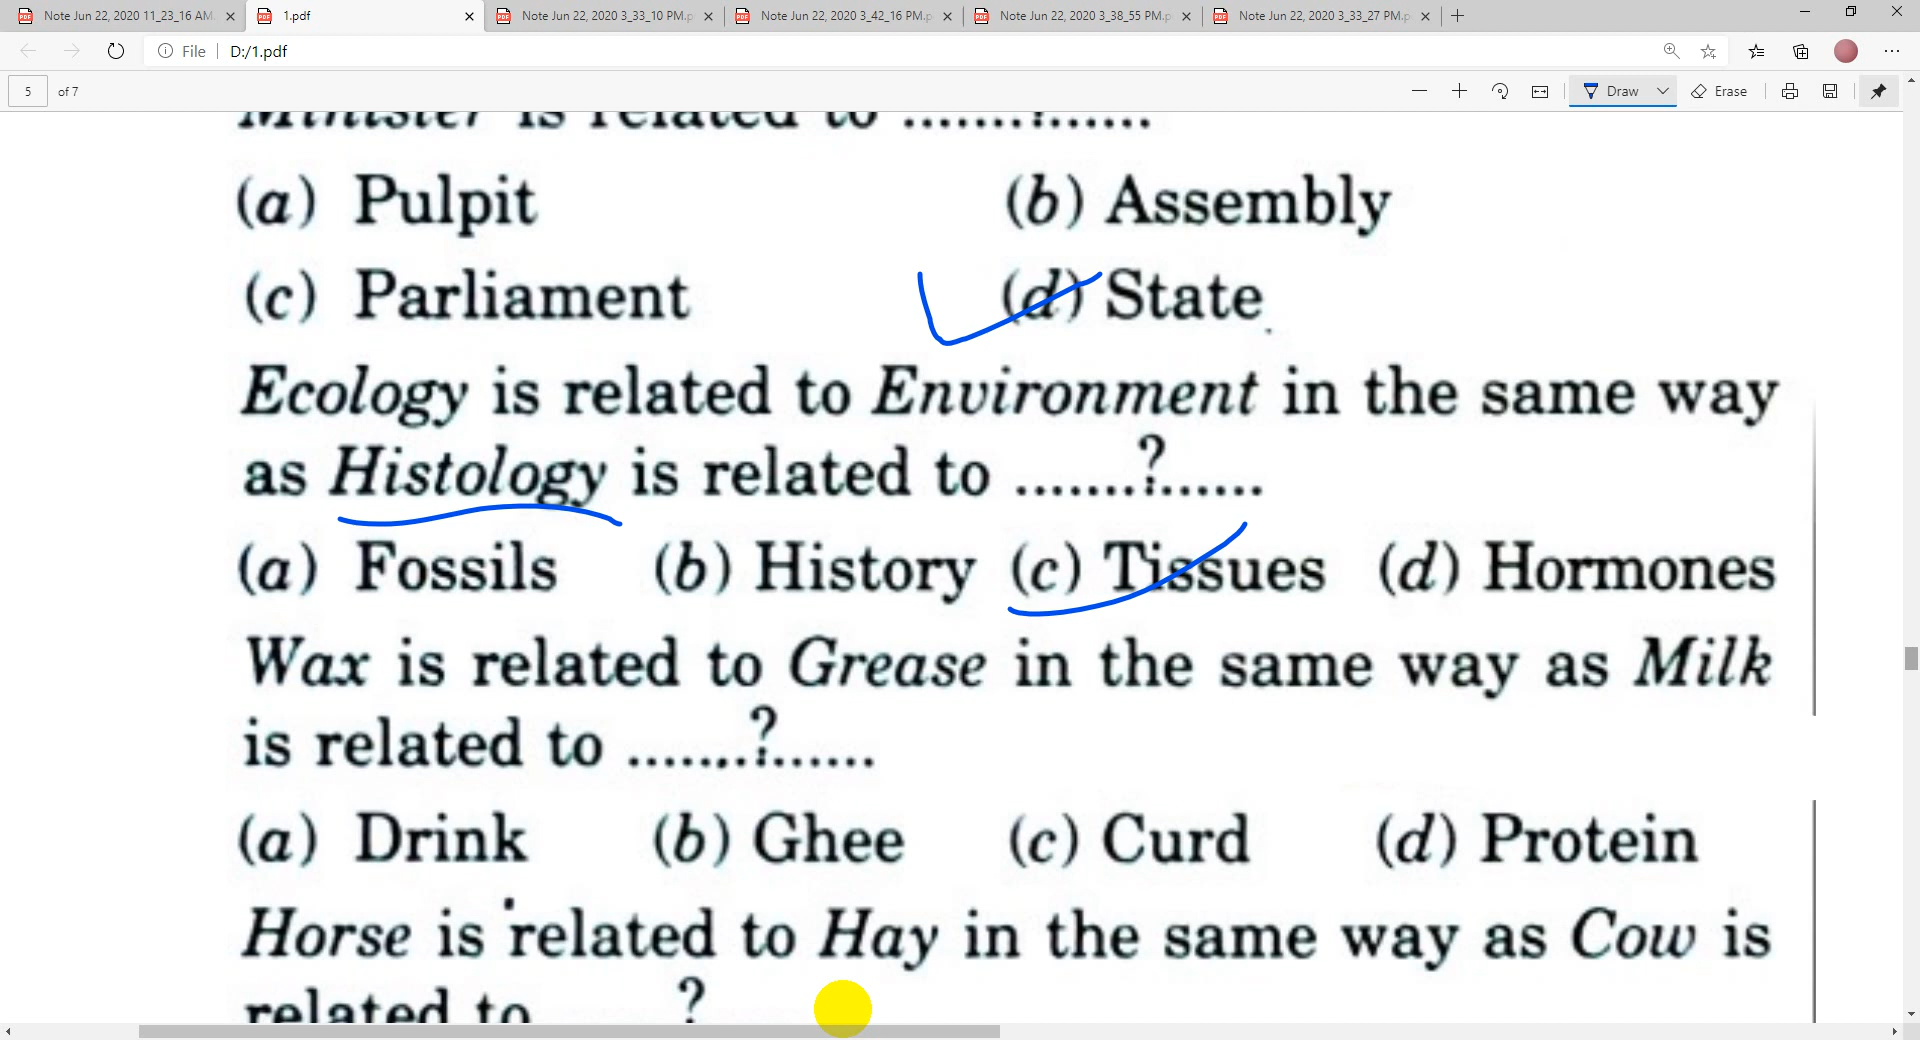 Note Jun 22, 2020 11_23_16 AM.
1.pdf
Note Jun 22, 2020 3_33_10 PM.p
Note Jun 22, 2020 3_42_16 PM.p
Note Jun 22, 2020 3_38_55 PM.p
Note Jun 22, 2020 3_33_27 PM.p
File
D:/1.pdf
5 of 7
Draw
Erase
Minister is related to .......?......
(a) Pulpit (b) Assembly
(c) Parliament (d) State
Ecology is related to Environment in the same way
as Histology is related to .......?......
(a) Fossils (b) History (c) Tissues (d) Hormones
Wax is related to Grease in the same way as Milk
is related to .......?......
(a) Drink (b) Ghee (c) Curd (d) Protein
Horse is related to Hay in the same way as Cow is
related to ?